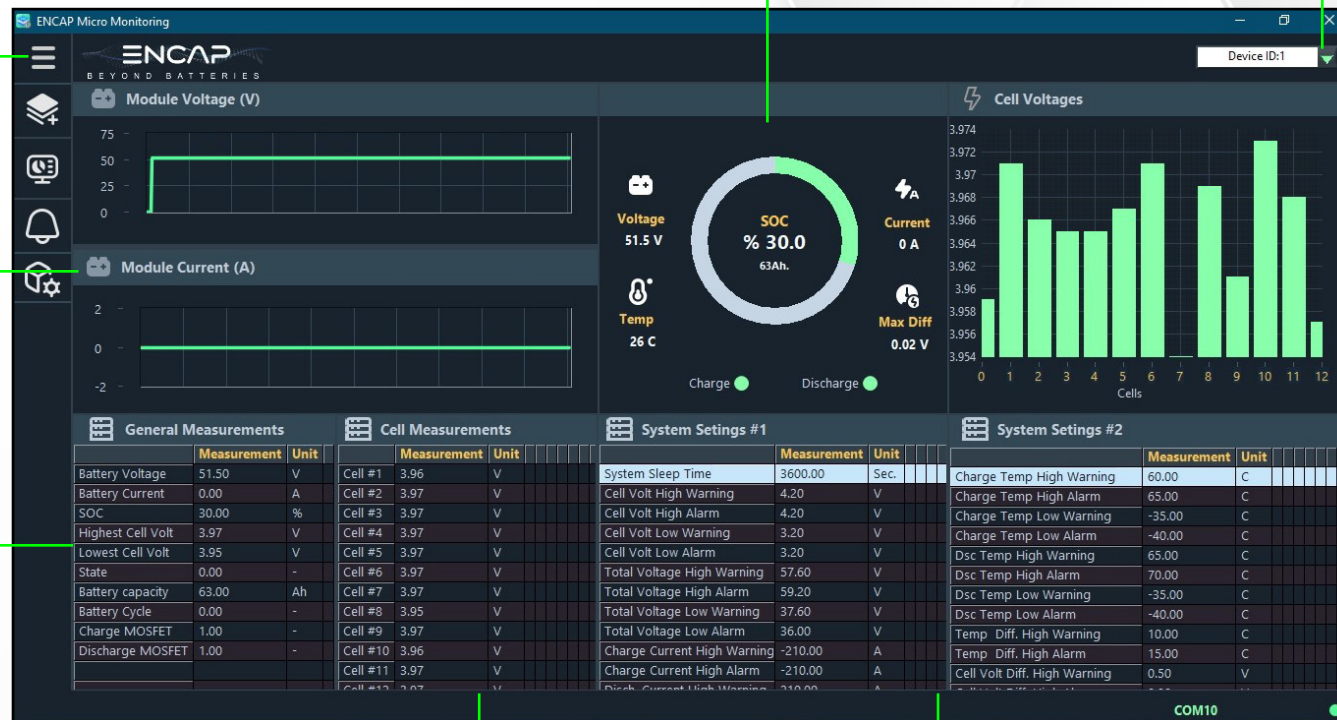 ENCAP Micro Monitoring
ENCAP
BEYOND BATTERIES
Device ID:1
Module Voltage (V)
75
50
25
0
Module Current (A)
2
0
-2
Voltage
51.5 V
Temp
26 C
SOC
% 30.0
63Ah.
Current
0 A
Max Diff
0.02 V
Charge
Discharge
Cell Voltages
3.974
3.972
3.97
3.968
3.966
3.964
3.962
3.96
3.958
3.956
3.954
0 1 2 3 4 5 6 7 8 9 10 11 12
Cells
General Measurements
Measurement Unit
Battery Voltage 51.50 V
Battery Current 0.00 A
SOC 30.00 %
Highest Cell Volt 3.97 V
Lowest Cell Volt 3.95 V
State 0.00 -
Battery capacity 63.00 Ah
Battery Cycle 0.00 -
Charge MOSFET 1.00 -
Discharge MOSFET 1.00 -
Cell Measurements
Measurement Unit
Cell #1 3.96 V
Cell #2 3.97 V
Cell #3 3.97 V
Cell #4 3.97 V
Cell #5 3.97 V
Cell #6 3.97 V
Cell #7 3.97 V
Cell #8 3.95 V
Cell #9 3.97 V
Cell #10 3.96 V
Cell #11 3.97 V
Cell #12 3.97 V
System Setings #1
Measurement Unit
System Sleep Time 3600.00 Sec.
Cell Volt High Warning 4.20 V
Cell Volt High Alarm 4.20 V
Cell Volt Low Warning 3.20 V
Cell Volt Low Alarm 3.20 V
Total Voltage High Warning 57.60 V
Total Voltage High Alarm 59.20 V
Total Voltage Low Warning 37.60 V
Total Voltage Low Alarm 36.00 V
Charge Current High Warning -210.00 A
Charge Current High Alarm -210.00 A
Disch. Current High Warning 210.00 A
System Setings #2
Measurement Unit
Charge Temp High Warning 60.00 C
Charge Temp High Alarm 65.00 C
Charge Temp Low Warning -35.00 C
Charge Temp Low Alarm -40.00 C
Dsc Temp High Warning 65.00 C
Dsc Temp High Alarm 70.00 C
Dsc Temp Low Warning -35.00 C
Dsc Temp Low Alarm -40.00 C
Temp Diff. High Warning 10.00 C
Temp Diff. High Alarm 15.00 C
Cell Volt Diff. High Warning 0.50 V
COM10